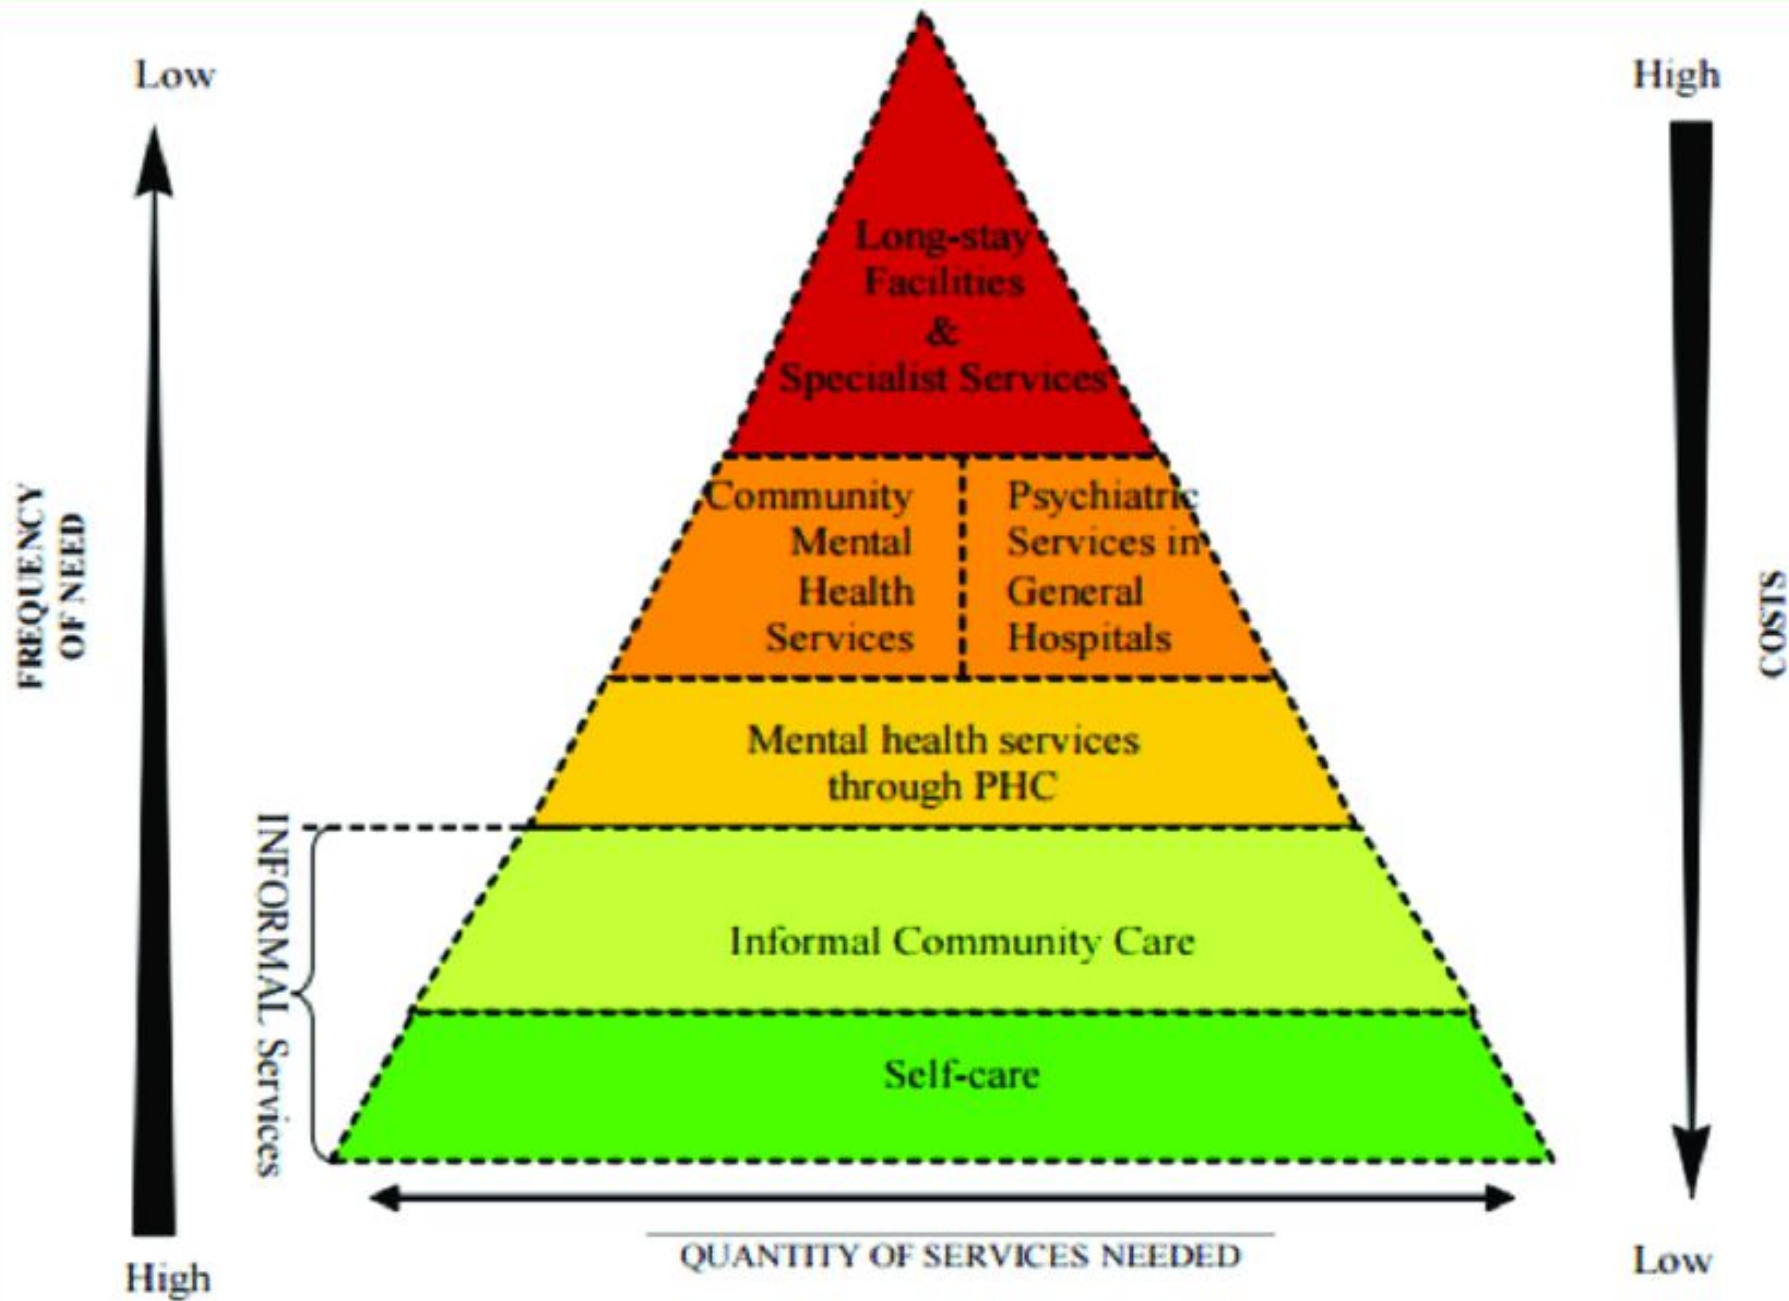 Low
High
Long-stay
Facilities
&
Specialist Services
Community
Mental
Health
Services
Psychiatric
Services in
General
Hospitals
FREQUENCY
OF NEED
COSTS
Mental health services
through PHC
INFORMAL Services
Informal Community Care
Self-care
QUANTITY OF SERVICES NEEDED
High
Low